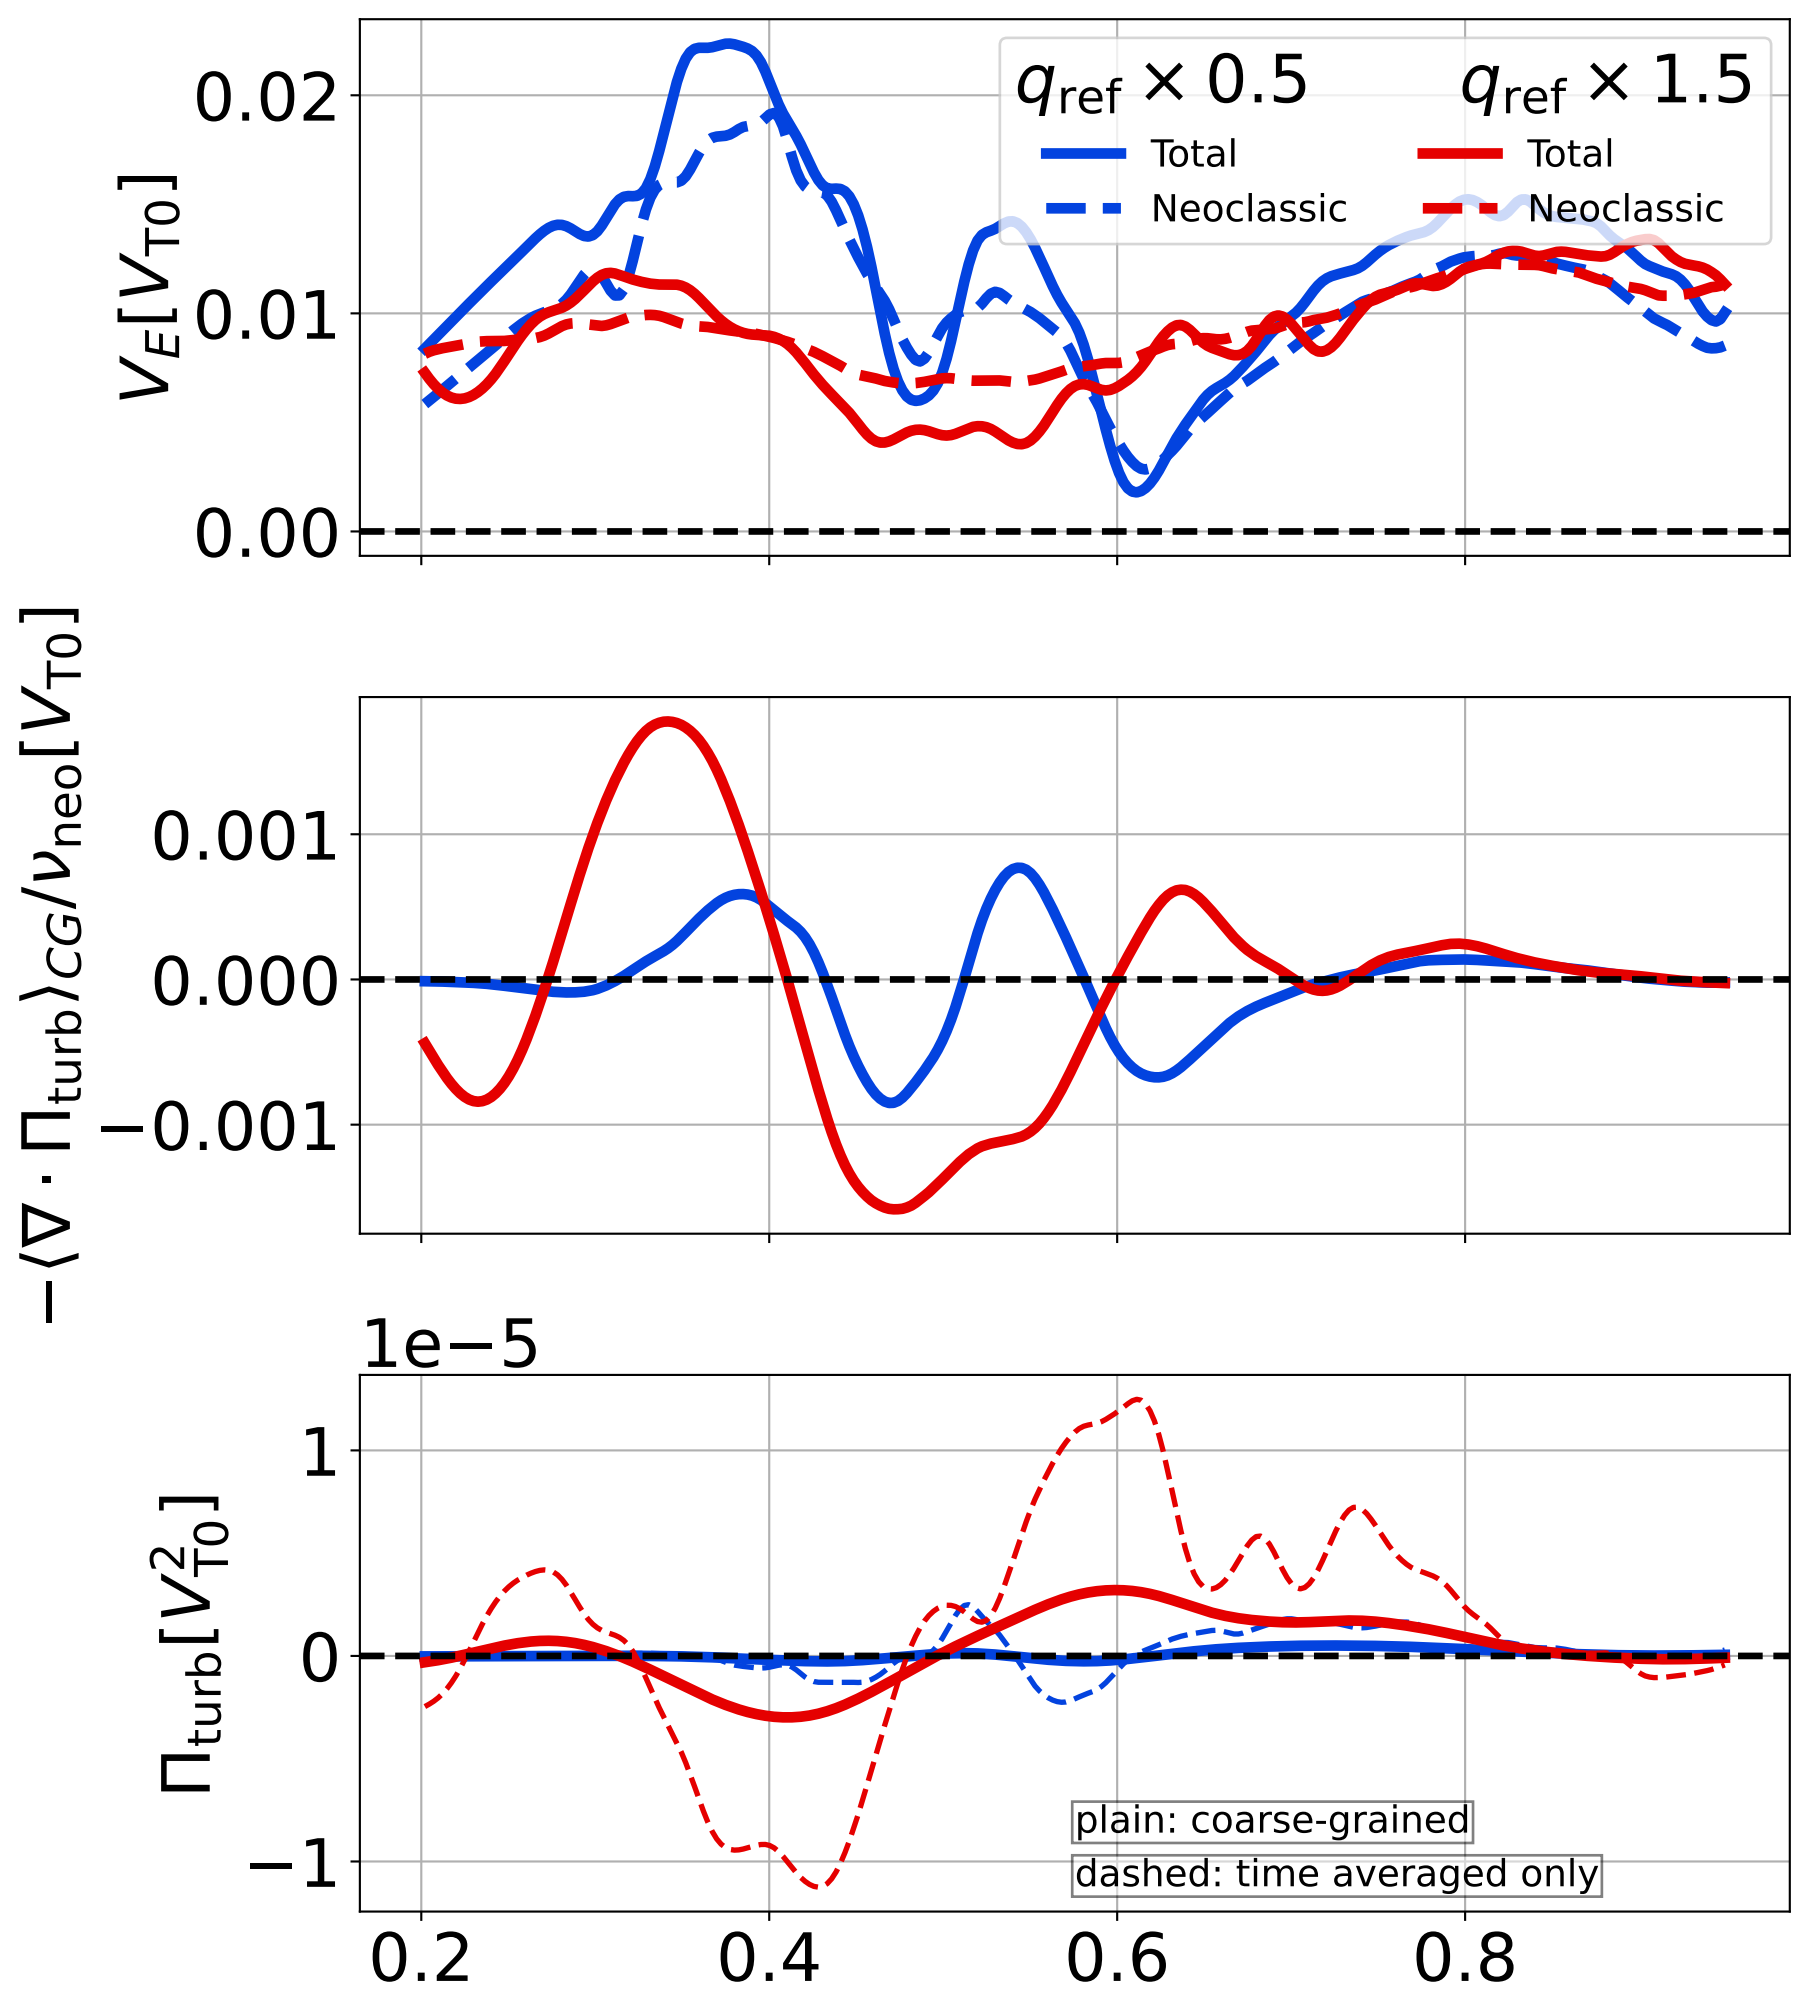 0.02
0.01
0.00
V_E[V_T0]
q_ref × 0.5 q_ref × 1.5
Total Total
Neoclassic Neoclassic
0.001
0.000
−0.001
−⟨∇ · Π_turb⟩_CG/ν_neo[V_T0]
1e−5
1
0
−1
Π_turb[V²_T0]
plain: coarse-grained
dashed: time averaged only
0.2 0.4 0.6 0.8